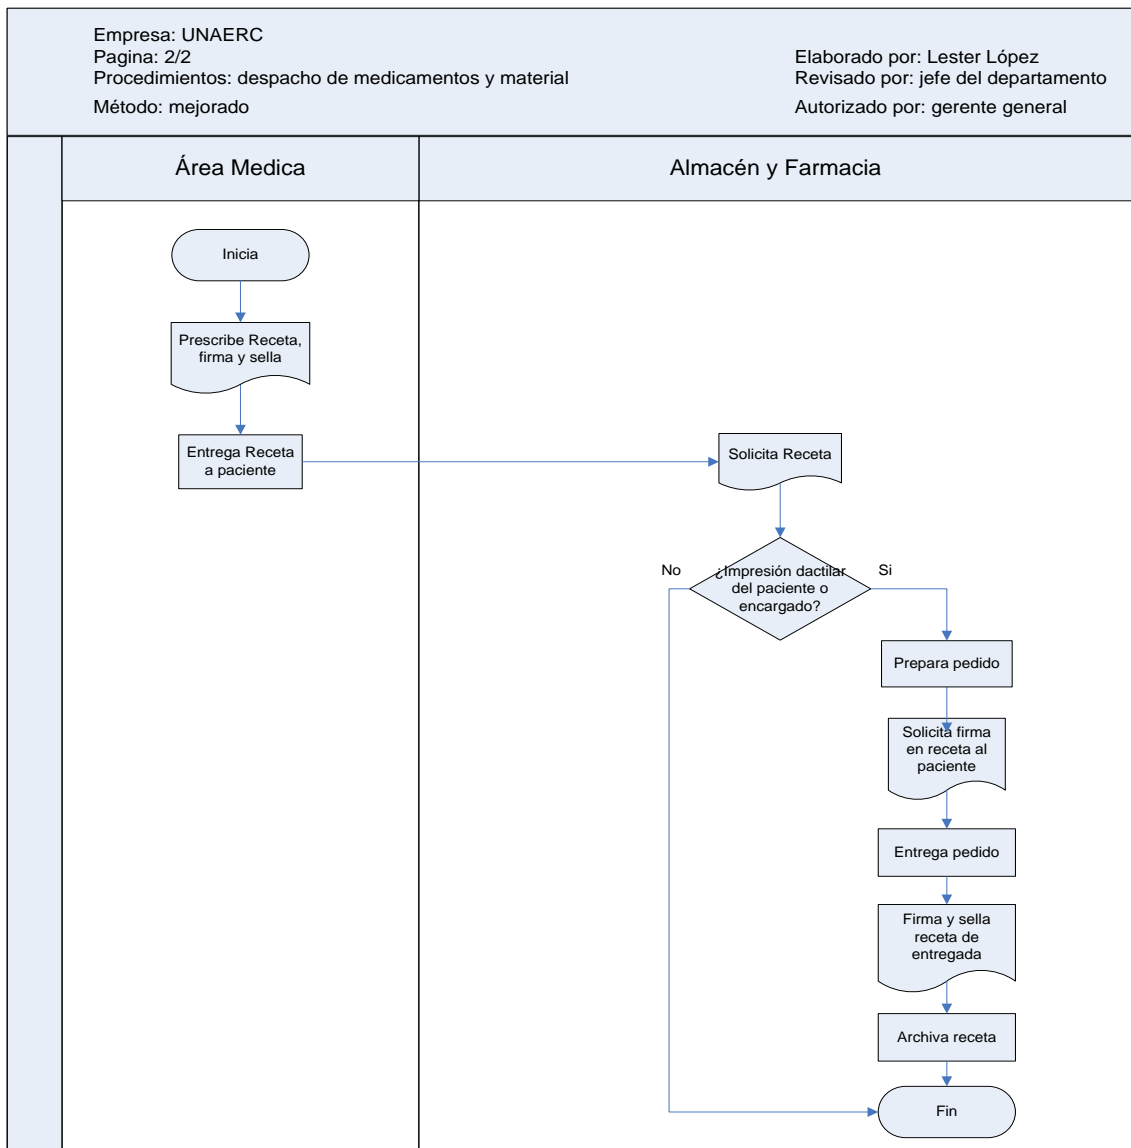 Empresa: UNAERC
Pagina: 2/2
Procedimientos: despacho de medicamentos y material
Método: mejorado
Elaborado por: Lester López
Revisado por: jefe del departamento
Autorizado por: gerente general
Área Medica
Almacén y Farmacia
Inicia
Prescribe Receta,
firma y sella
Entrega Receta
a paciente
Solicita Receta
¿Impresión dactilar
del paciente o
encargado?
No
Si
Prepara pedido
Solicita firma
en receta al
paciente
Entrega pedido
Firma y sella
receta de
entregada
Archiva receta
Fin